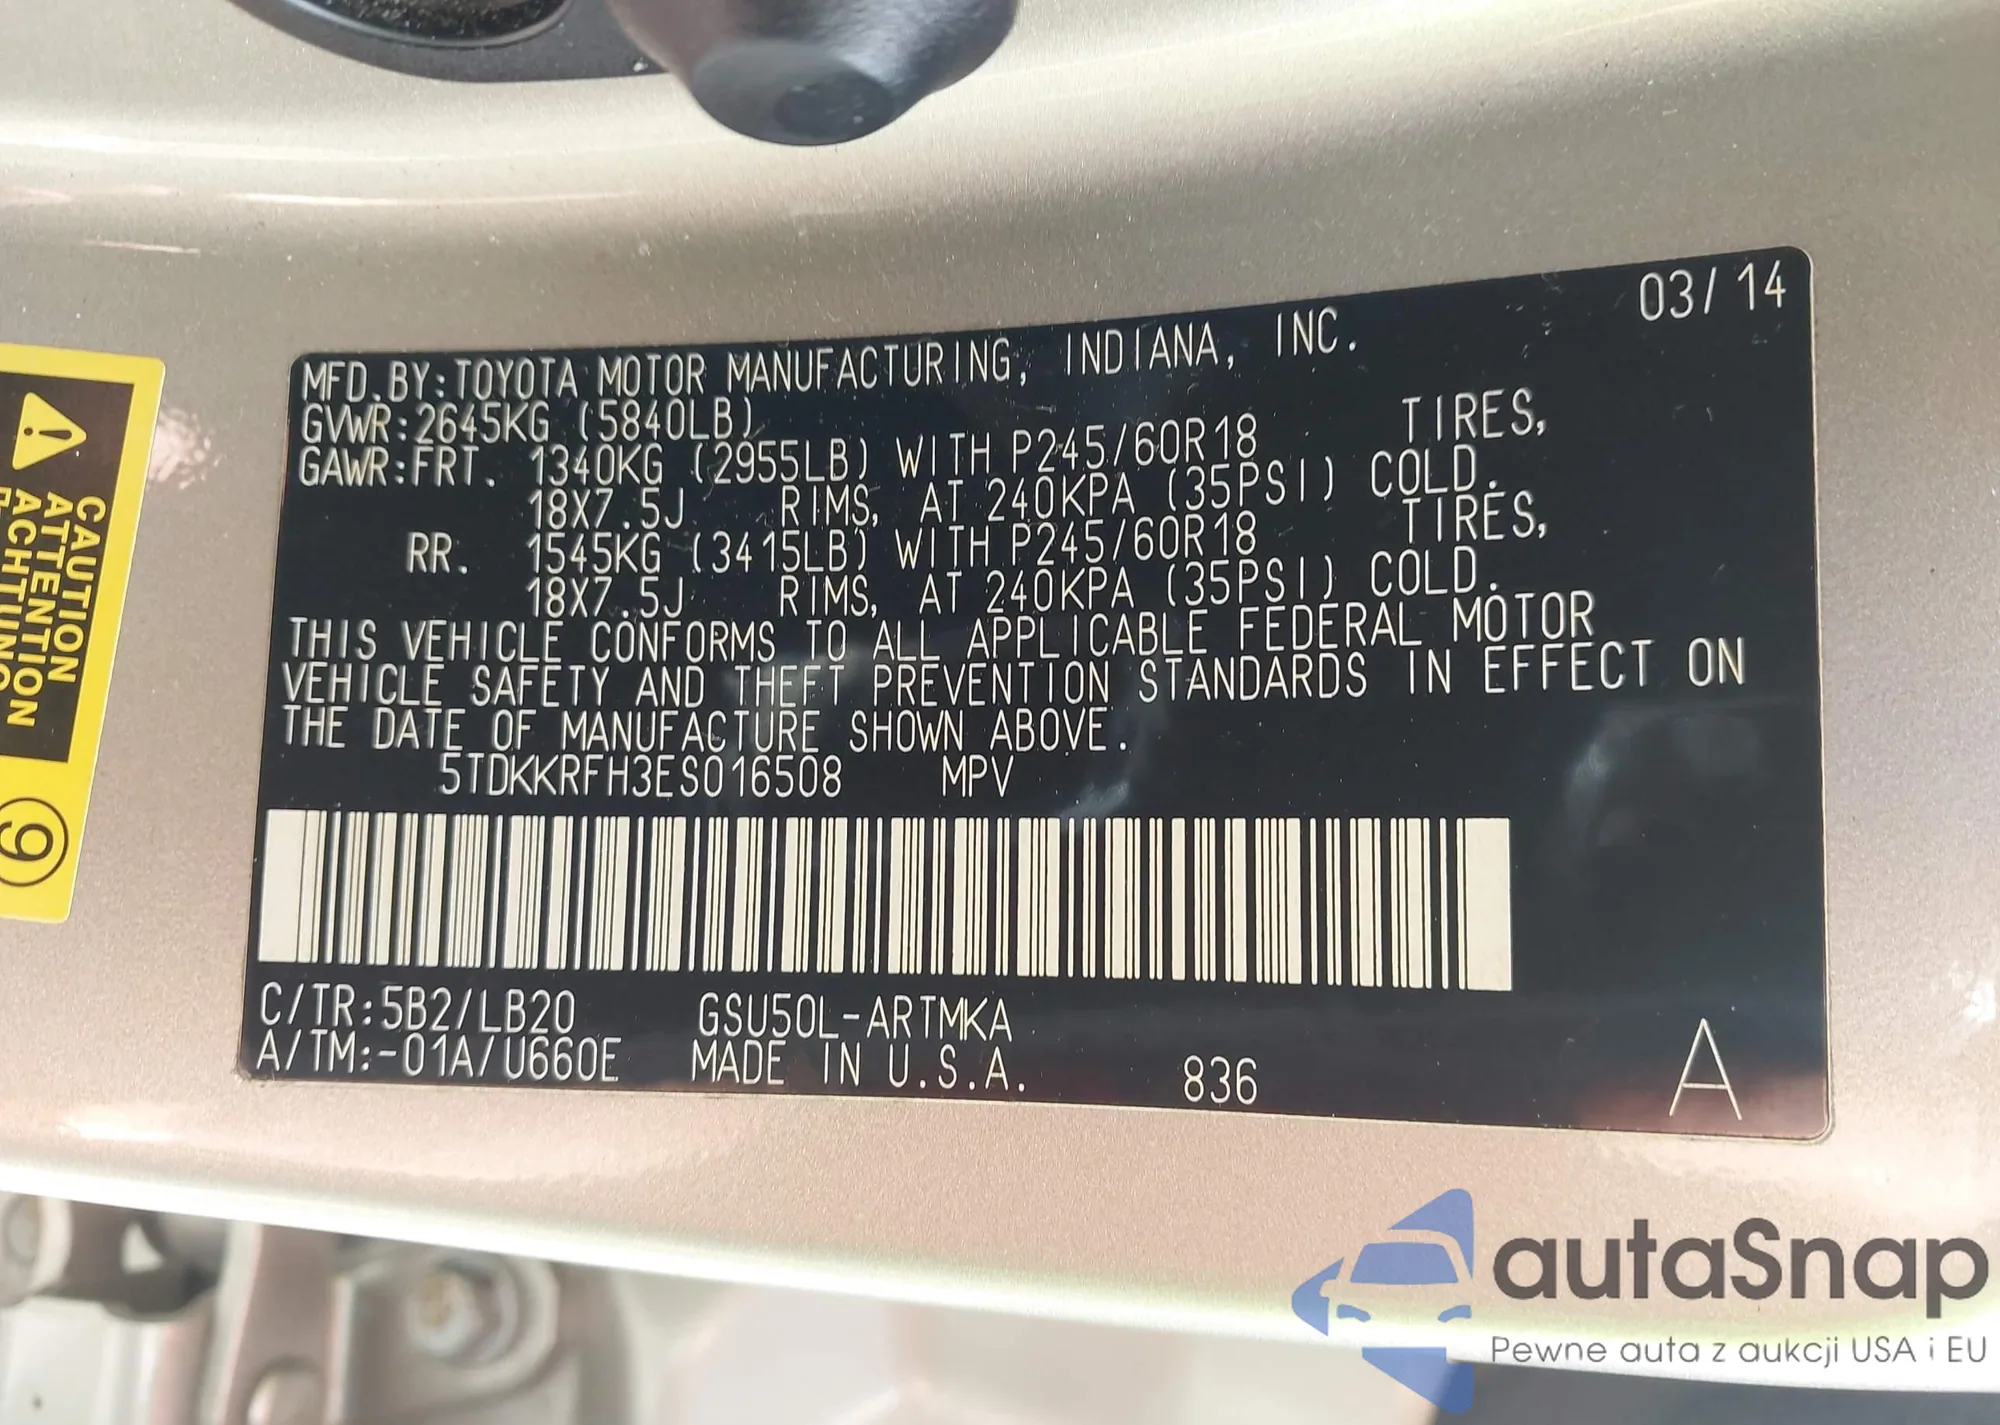 03/14
MFD.BY:TOYOTA MOTOR MANUFACTURING, INDIANA, INC.
GVWR:2645KG (5840LB)
GAWR:FRT. 1340KG (2955LB) WITH P245/60R18 TIRES,
18X7.5J RIMS, AT 240KPA (35PSI) COLD.
RR. 1545KG (3415LB) WITH P245/60R18 TIRES,
18X7.5J RIMS, AT 240KPA (35PSI) COLD.
THIS VEHICLE CONFORMS TO ALL APPLICABLE FEDERAL MOTOR
VEHICLE SAFETY AND THEFT PREVENTION STANDARDS IN EFFECT ON
THE DATE OF MANUFACTURE SHOWN ABOVE.
5TDKKRFH3ES016508 MPV
C/TR:5B2/LB20 GSU50L-ARTMKA
A/TM:-01A/U660E MADE IN U.S.A. 836 A
CAUTION
ATTENTION
ACHTUNG
9
autaSnap
Pewne auta z aukcji USA i EU